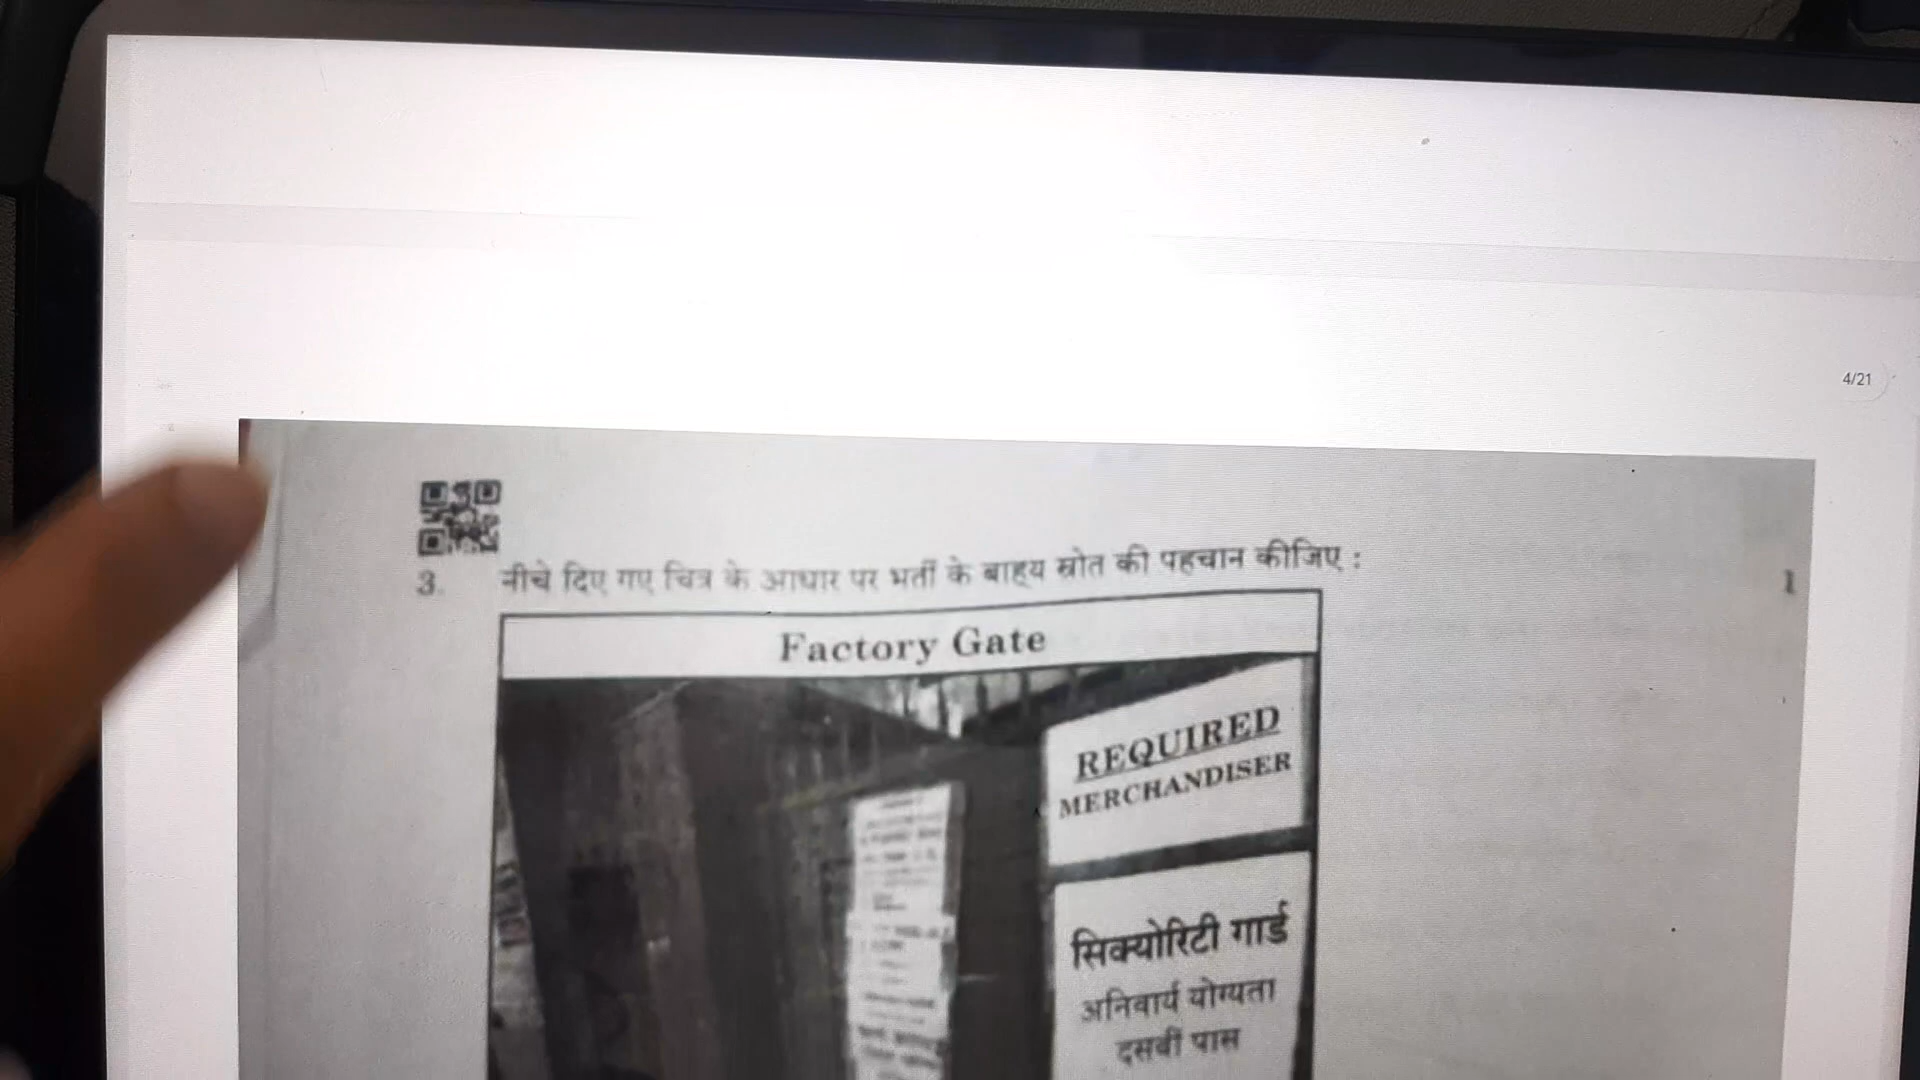 4/21
3. नीचे दिए गए चित्र के आधार पर भर्ती के बाह्य स्रोत की पहचान कीजिए : 1
Factory Gate
REQUIRED
MERCHANDISER
सिक्योरिटी गार्ड
अनिवार्य योग्यता
दसवीं पास